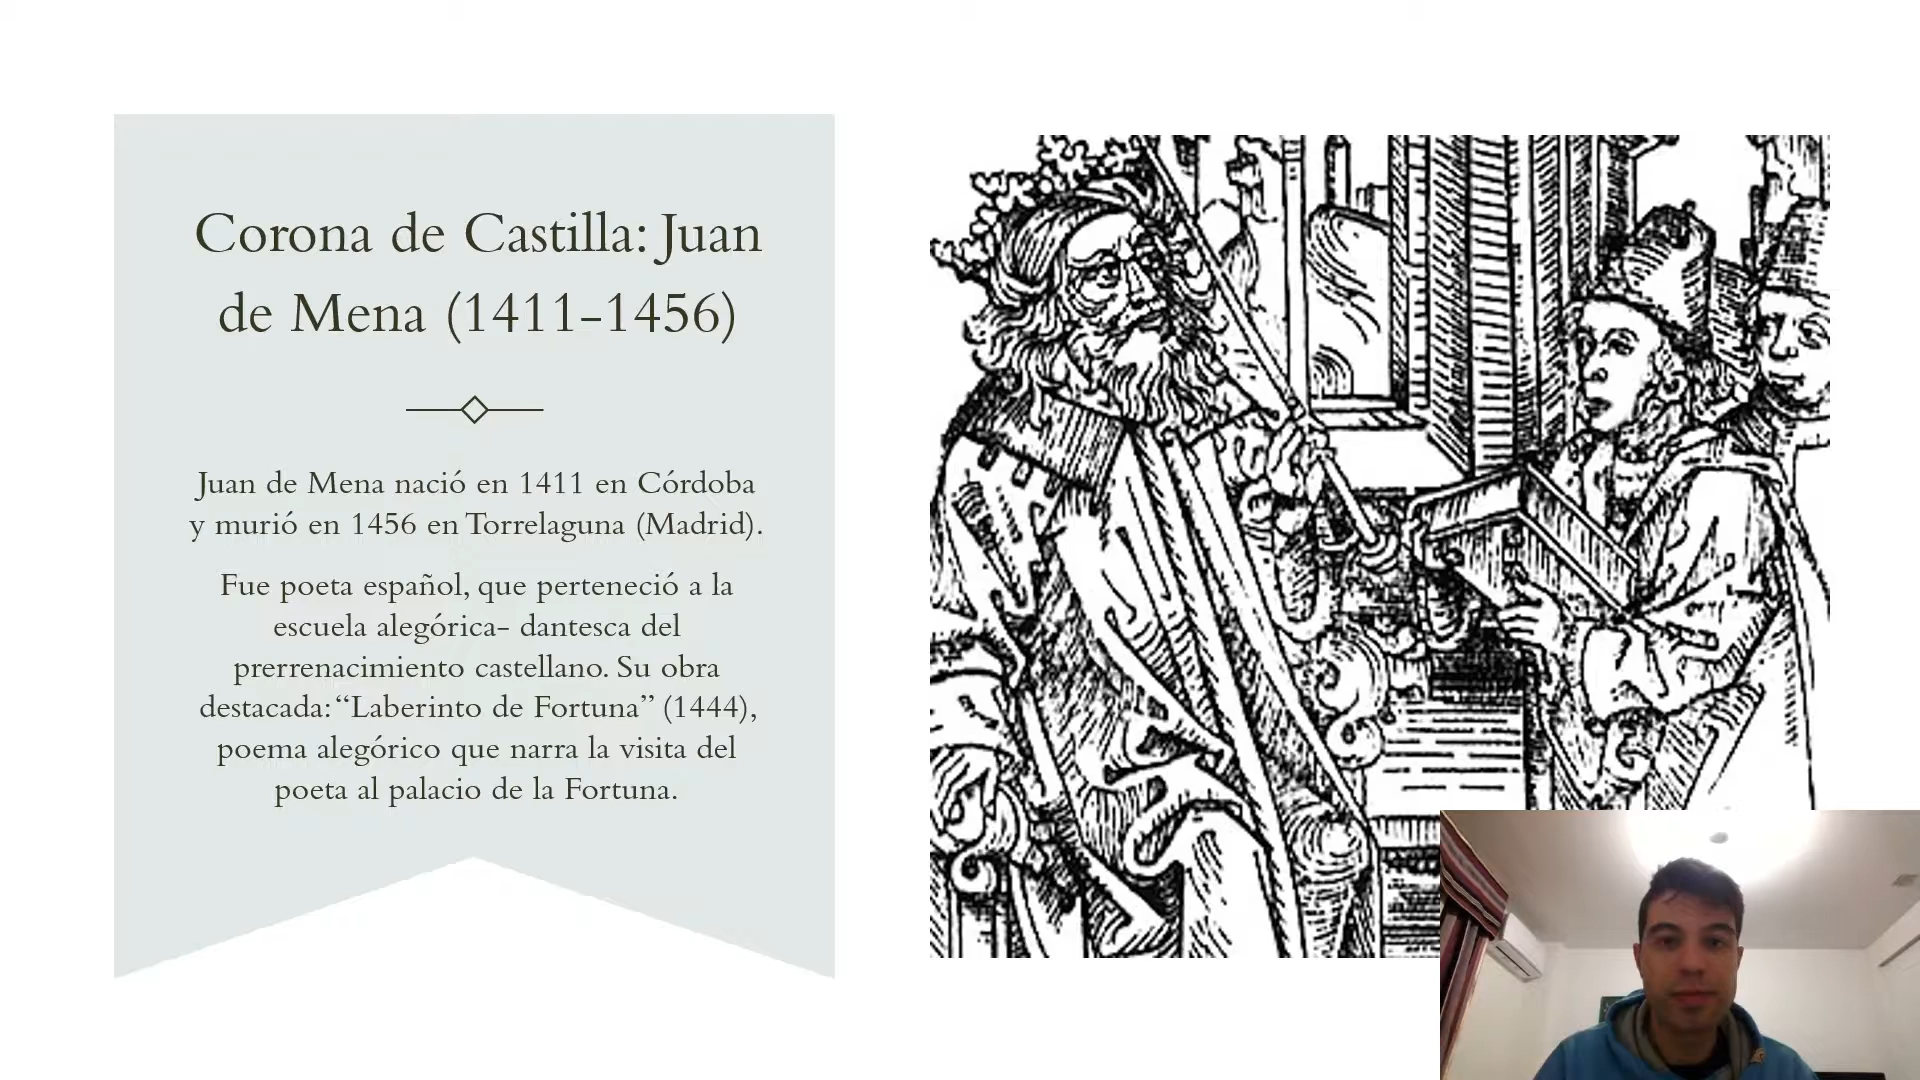 Corona de Castilla: Juan
de Mena (1411-1456)
Juan de Mena nació en 1411 en Córdoba
y murió en 1456 en Torrelaguna (Madrid).
Fue poeta español, que perteneció a la
escuela alegórica- dantesca del
prerrenacimiento castellano. Su obra
destacada: “Laberinto de Fortuna” (1444),
poema alegórico que narra la visita del
poeta al palacio de la Fortuna.